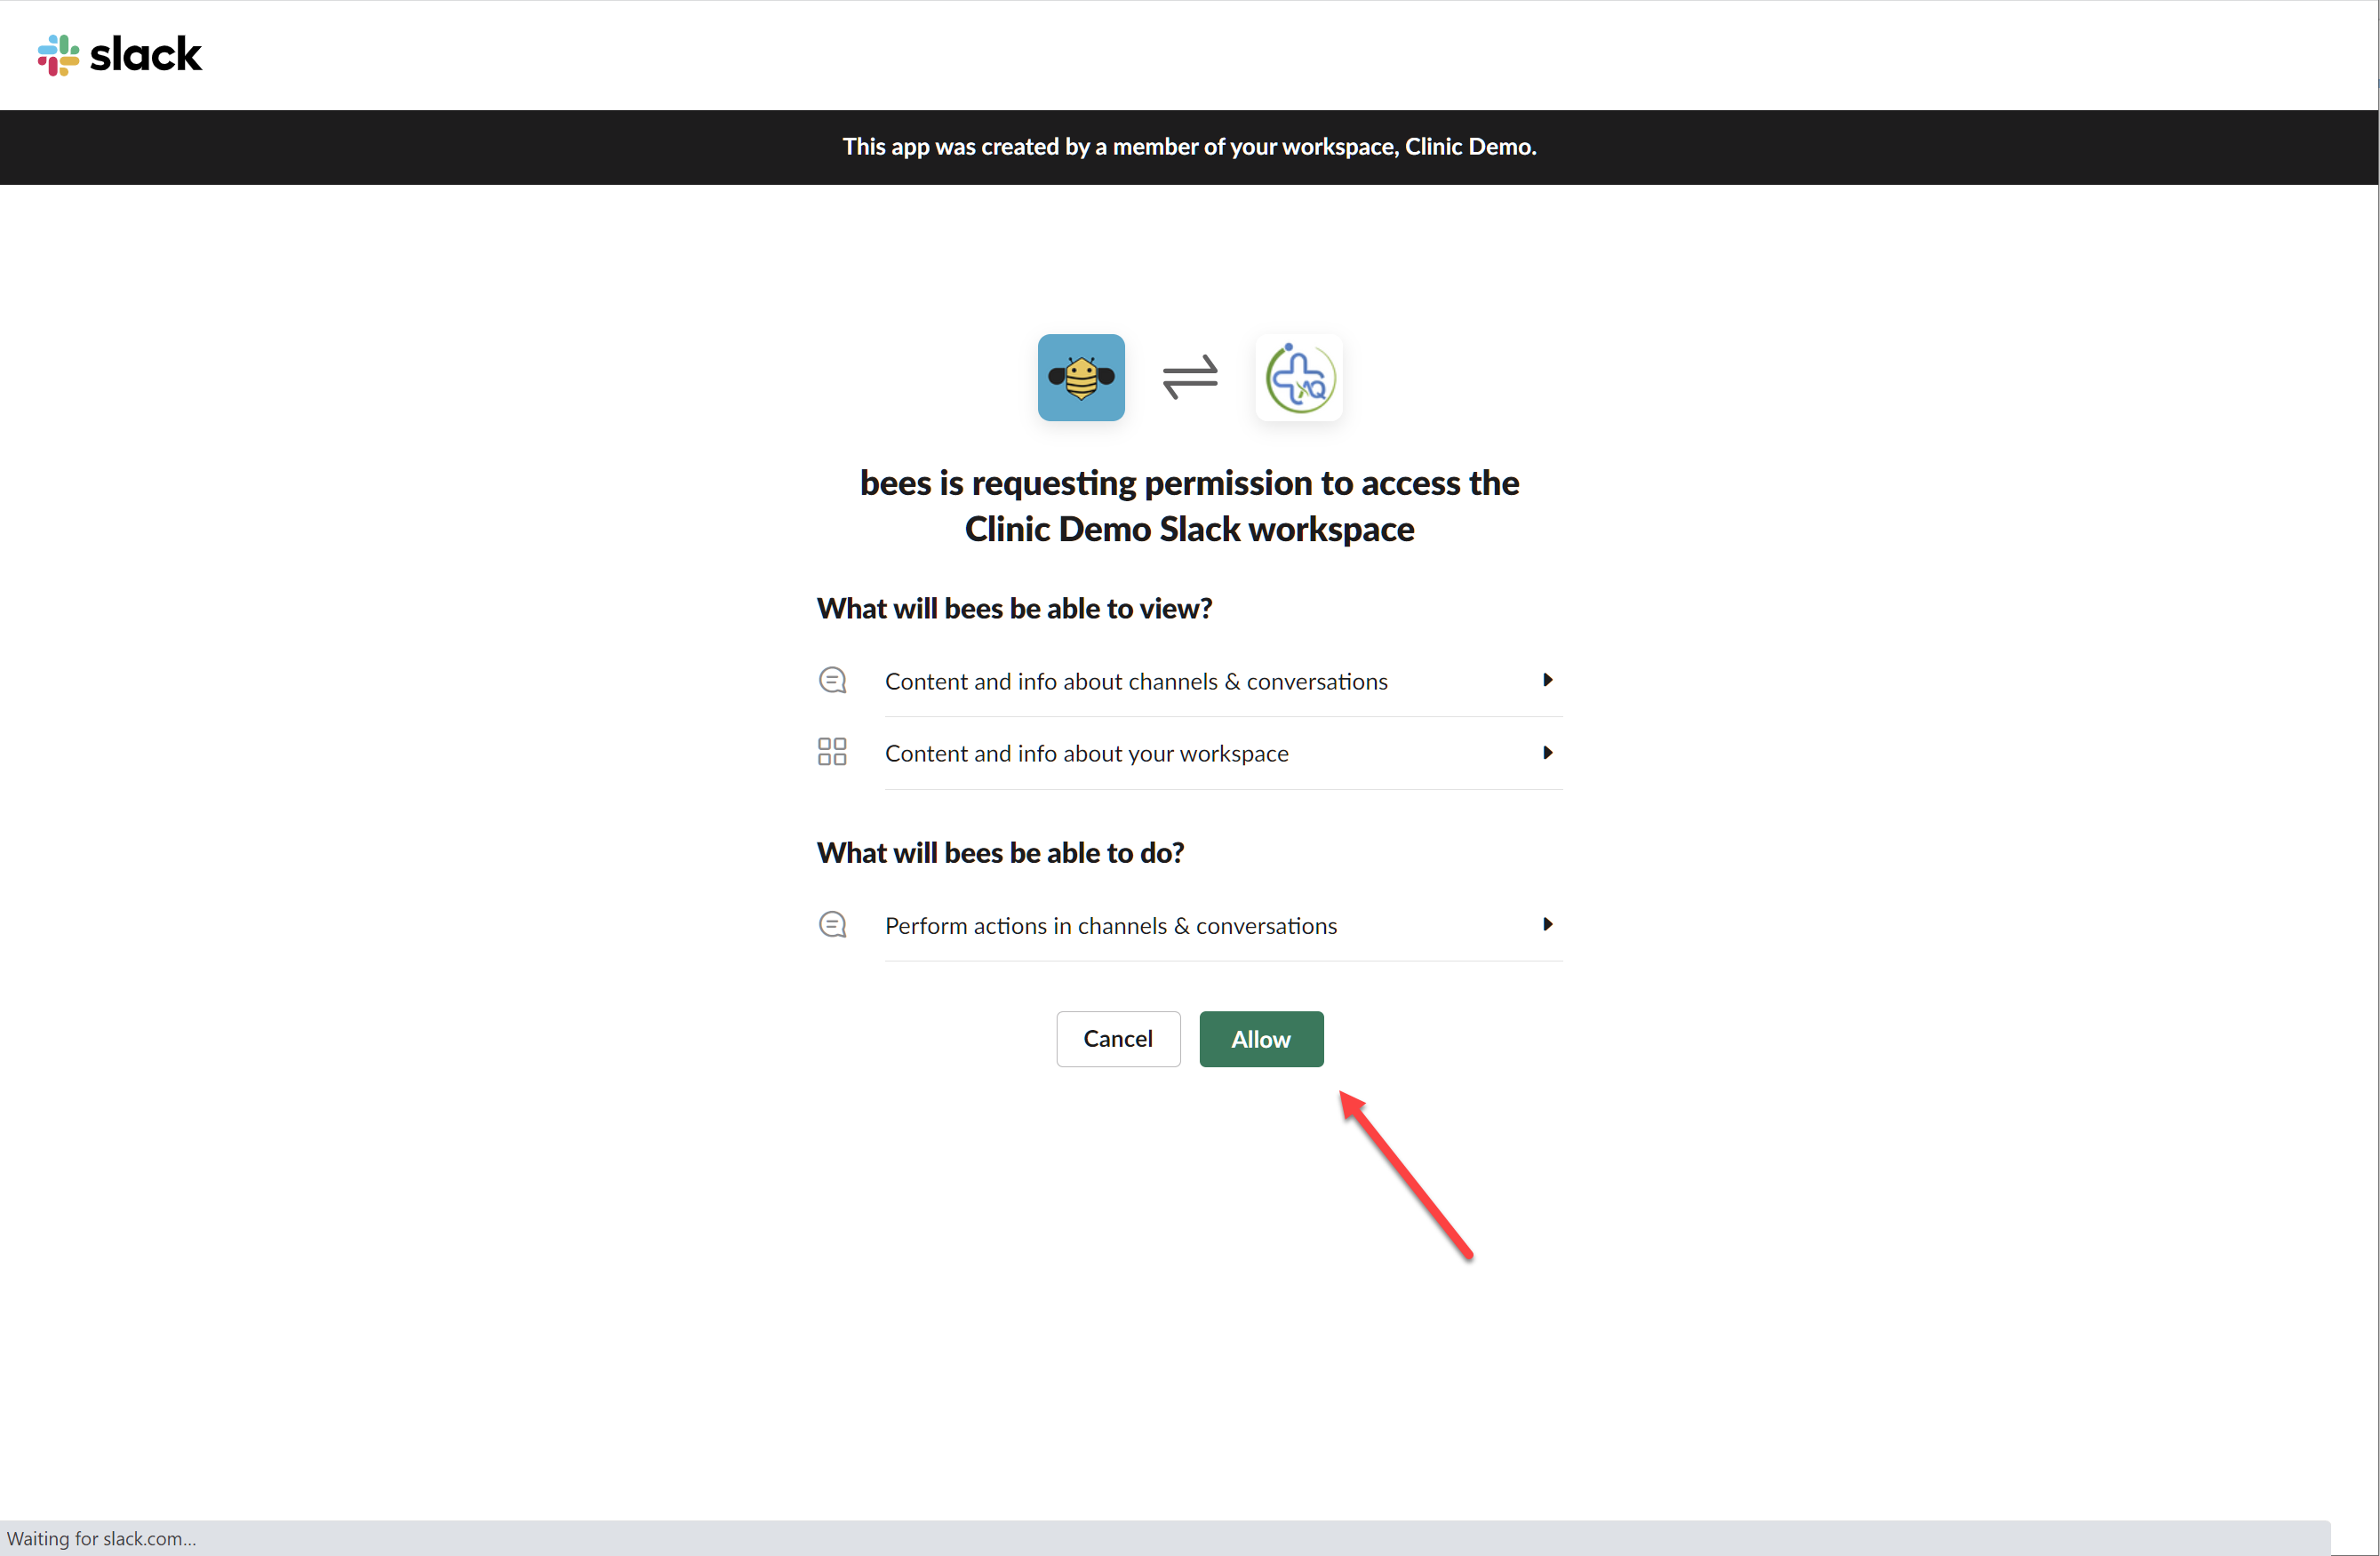 slack
This app was created by a member of your workspace, Clinic Demo.
AQ
bees is requesting permission to access the
Clinic Demo Slack workspace
What will bees be able to view?
Content and info about channels & conversations
Content and info about your workspace
What will bees be able to do?
Perform actions in channels & conversations
Cancel
Allow
Waiting for slack.com...